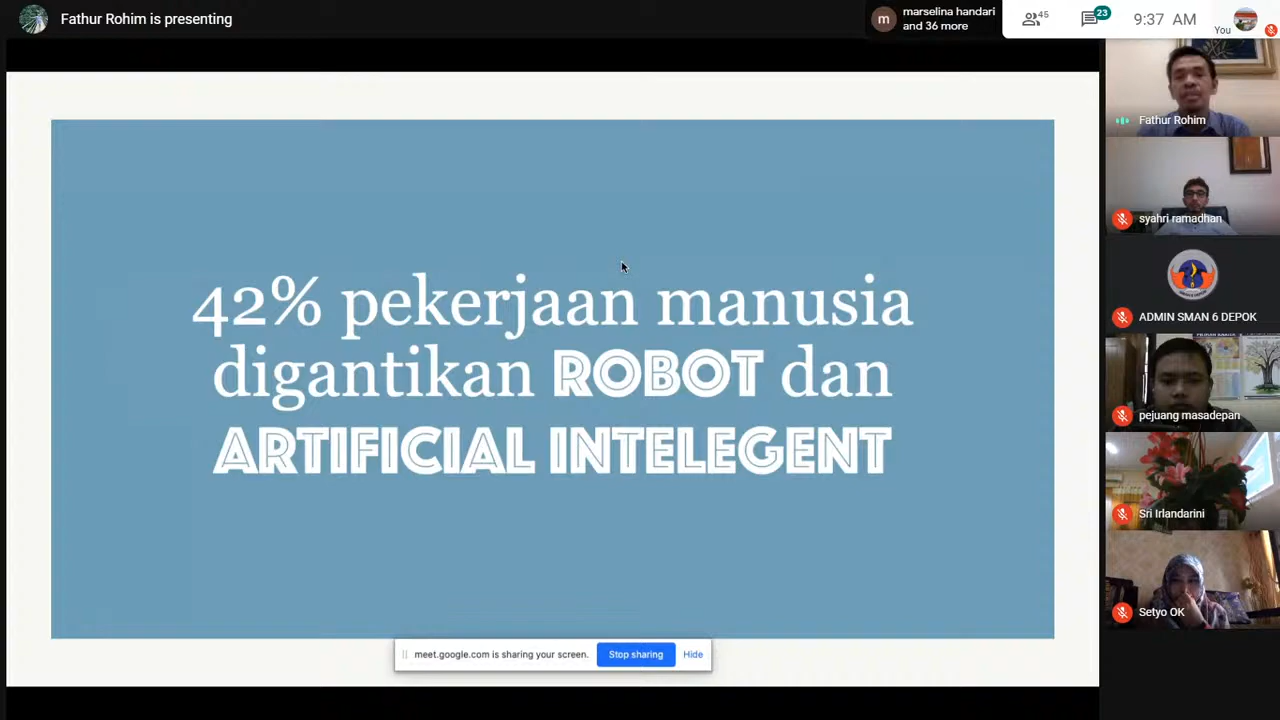 Fathur Rohim is presenting
m
marselina handari
and 36 more
45
23
9:37 AM
You
Fathur Rohim
syahri ramadhan
ADMIN SMAN 6 DEPOK
pejuang masadepan
Sri Irlandarini
Setyo OK
42% pekerjaan manusia
digantikan ROBOT dan
ARTIFICIAL INTELEGENT
meet.google.com is sharing your screen.
Stop sharing
Hide